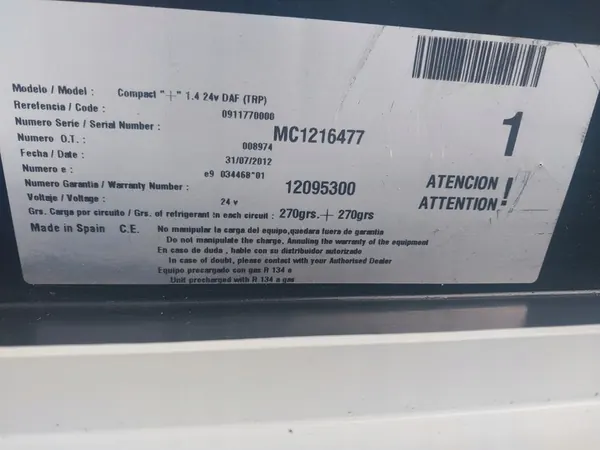 Modelo / Model : Compact "+" 1.4 24v DAF (TRP)
Rerelencia / Code : 0911770000
Numero Serie / Serial Number : MC1216477
Numero O.T. : 008974
Fecha / Date : 31/07/2012
Numero e : e9 034468*01
Numero Garantia / Warranty Number : 12095300
Voltaje / Voltage : 24 v
Grs. Carga por circuito / Grs. of refrigerant in each circuit : 270grs.+ 270grs
1
ATENCION
ATTENTION !
Made in Spain C.E.
No manipular la carga del equipo,quedara fuera de garantia
Do not manipulate the charge, Annuling the warranty of the equipment
En caso de duda , hable con su distribuidor autorizado
In case of doubt, please contact with your Authorised Dealer
Equipo precargado con gas R 134 a
Unit precharged with R 134 a gas